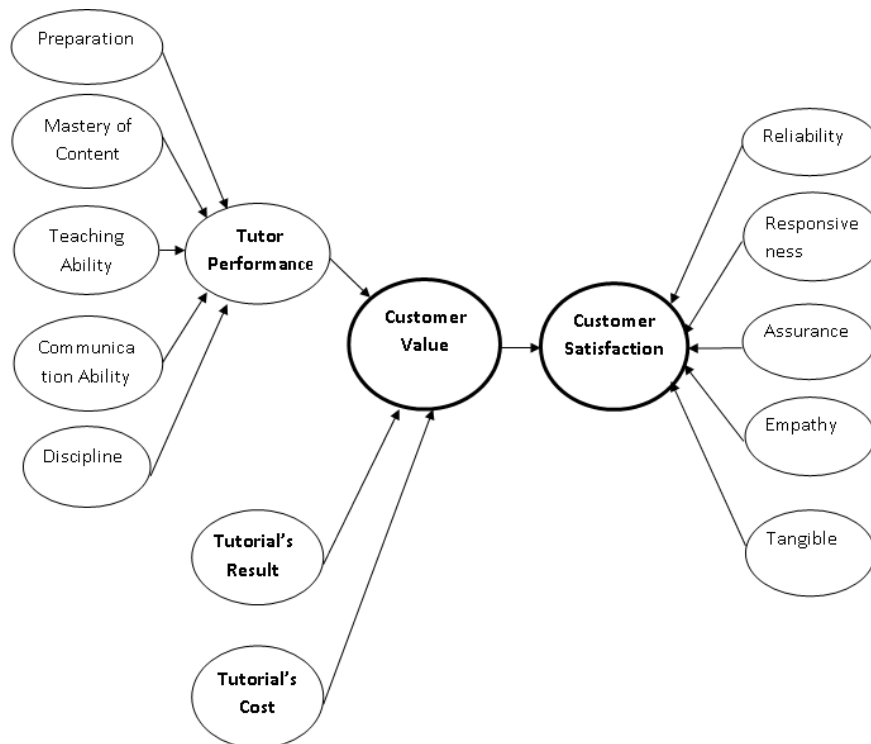 Preparation
Mastery of
Content
Teaching
Ability
Communica
tion Ability
Discipline
Tutor
Performance
Customer
Value
Tutorial's
Result
Tutorial's
Cost
Customer
Satisfaction
Reliability
Responsive
ness
Assurance
Empathy
Tangible